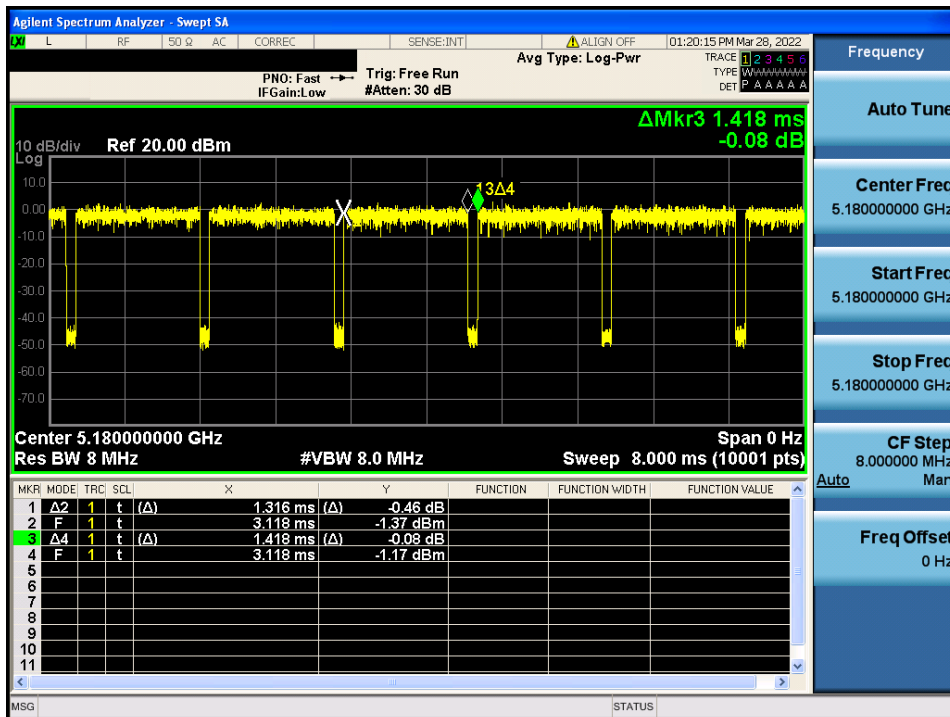 Agilent Spectrum Analyzer - Swept SA
LXI L RF 50 Ω AC CORREC SENSE:INT ALIGN OFF 01:20:15 PM Mar 28, 2022
Frequency
Avg Type: Log-Pwr
TRACE 1 2 3 4 5 6
PNO: Fast Trig: Free Run
TYPE W
IFGain:Low #Atten: 30 dB
DET P A A A A A
Auto Tune
ΔMkr3 1.418 ms
-0.08 dB
10 dB/div Ref 20.00 dBm
Log
13Δ4
10.0
0.00
-10.0
-20.0
-30.0
-40.0
-50.0
-60.0
-70.0
Center Freq
5.180000000 GHz
Start Freq
5.180000000 GHz
Stop Freq
5.180000000 GHz
Center 5.180000000 GHz Span 0 Hz
Res BW 8 MHz #VBW 8.0 MHz Sweep 8.000 ms (10001 pts)
CF Step
8.000000 MHz
Auto Man
Freq Offset
0 Hz
MKR MODE TRC SCL X Y FUNCTION FUNCTION WIDTH FUNCTION VALUE
1 Δ2 1 t (Δ) 1.316 ms (Δ) -0.46 dB
2 F 1 t 3.118 ms -1.37 dBm
3 Δ4 1 t (Δ) 1.418 ms (Δ) -0.08 dB
4 F 1 t 3.118 ms -1.17 dBm
5
6
7
8
9
10
11
MSG STATUS